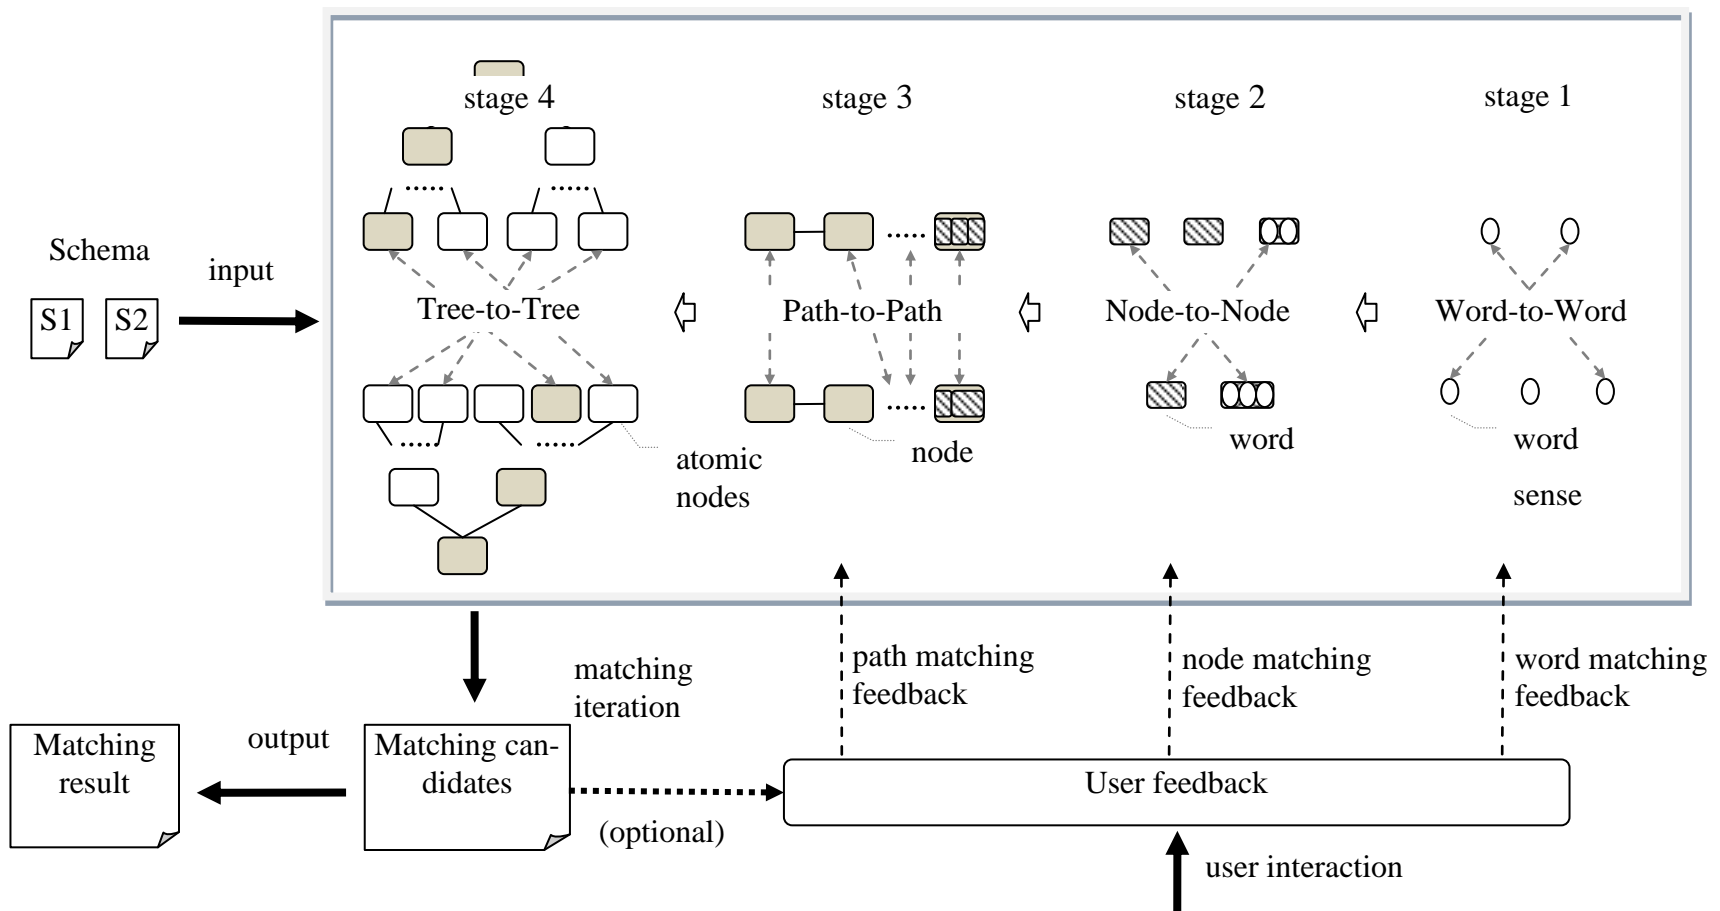 stage 4
stage 3
stage 2
stage 1
Schema
S1
S2
input
Tree-to-Tree
Path-to-Path
Node-to-Node
Word-to-Word
atomic
nodes
node
word
word
sense
matching
iteration
path matching
feedback
node matching
feedback
word matching
feedback
Matching
result
output
Matching can-
didates
(optional)
User feedback
user interaction